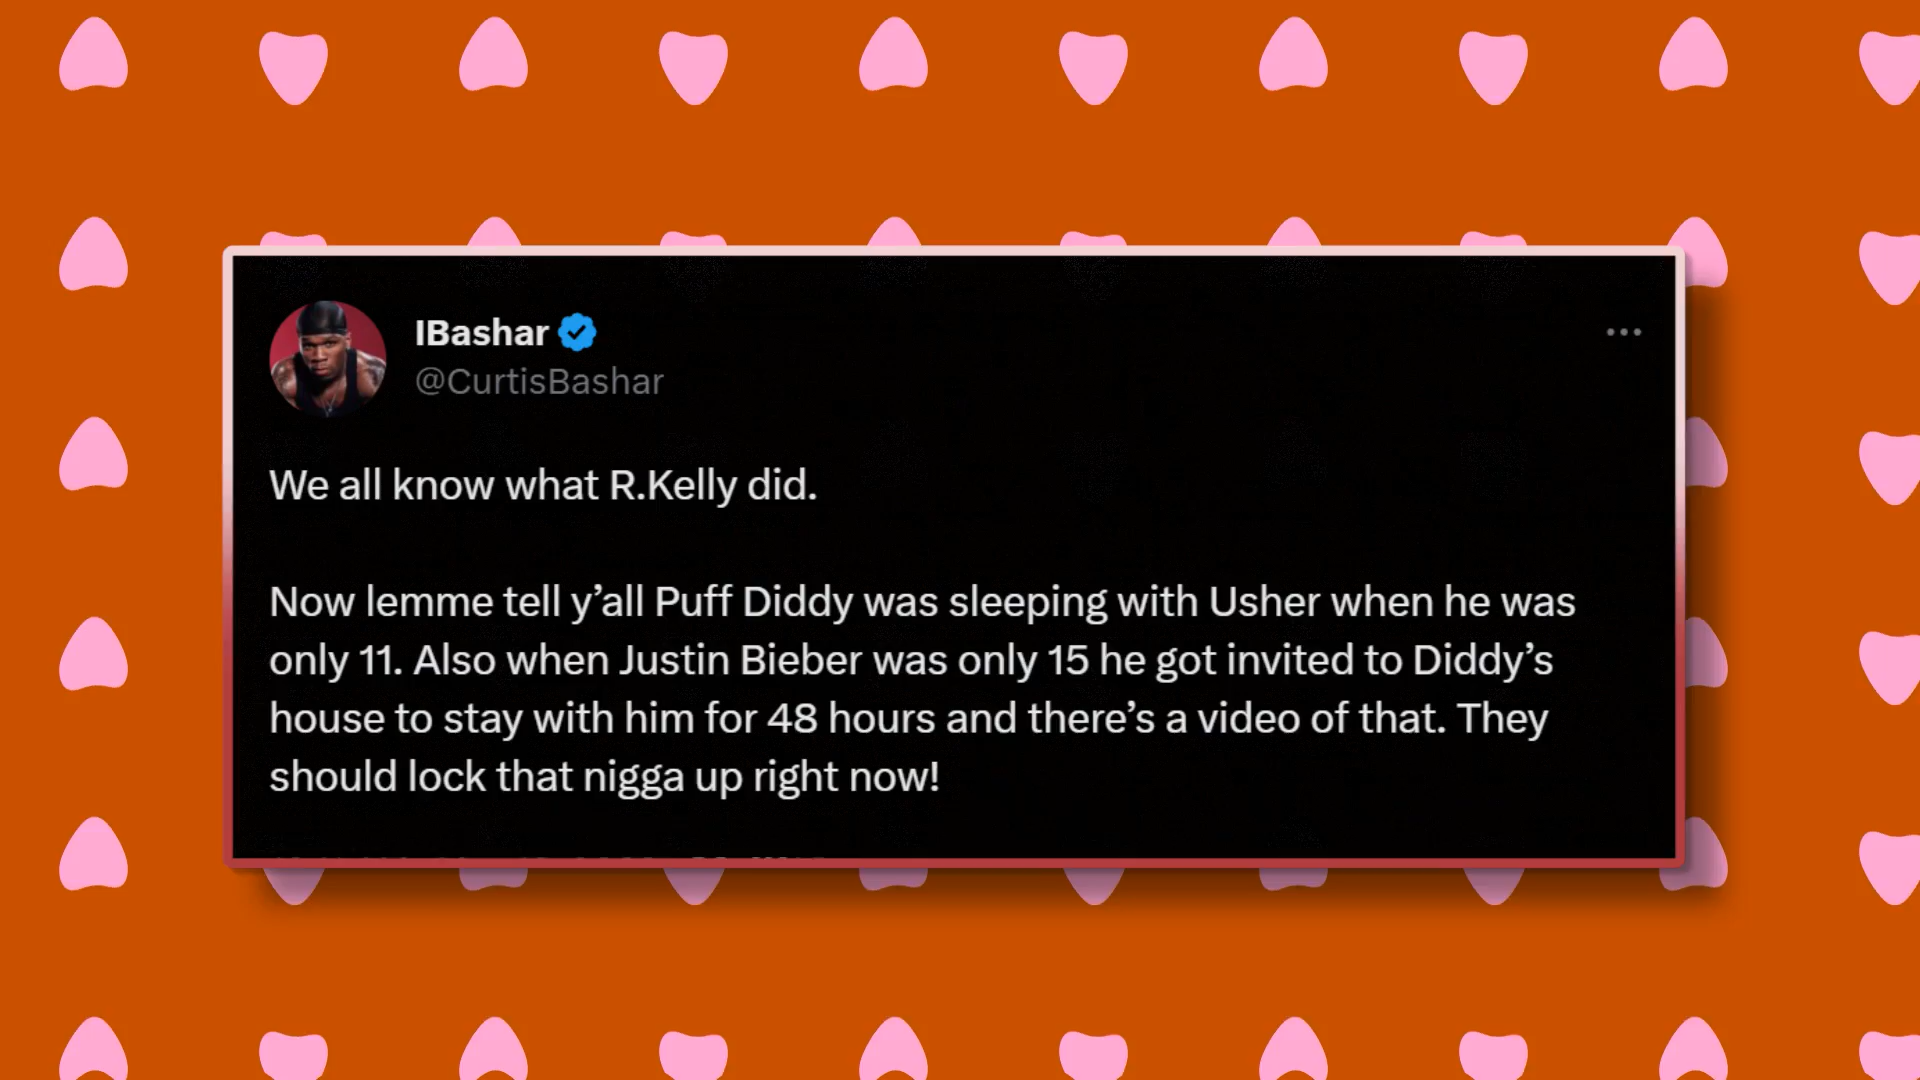 IBashar
@CurtisBashar
We all know what R.Kelly did.
Now lemme tell y’all Puff Diddy was sleeping with Usher when he was
only 11. Also when Justin Bieber was only 15 he got invited to Diddy’s
house to stay with him for 48 hours and there’s a video of that. They
should lock that nigga up right now!